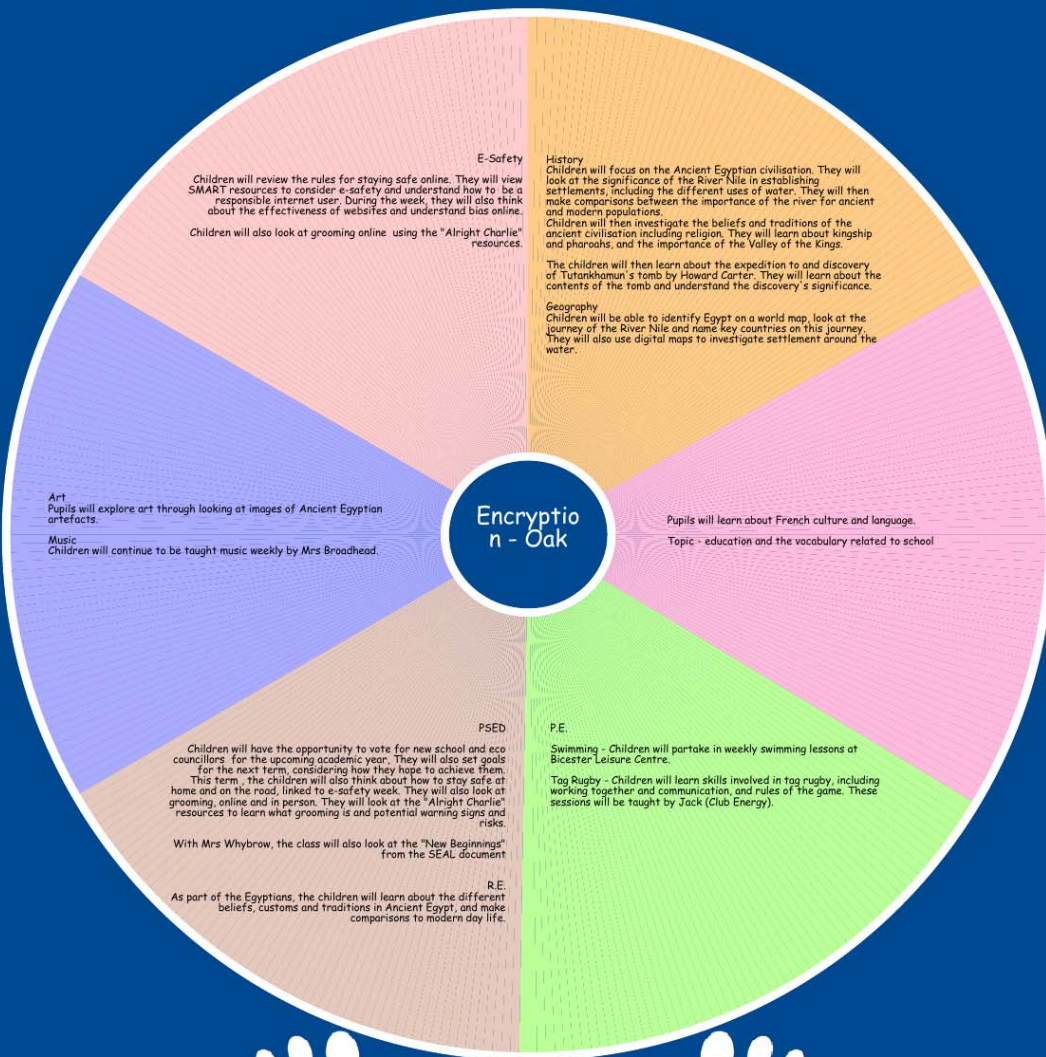 E-Safety
Children will review the rules for staying safe online. They will view
SMART resources to consider e-safety and understand how to be a
responsible internet user. During the week, they will also think
about the effectiveness of websites and understand bias online.
Children will also look at grooming online using the "Alright Charlie"
resources.
History
Children will focus on the Ancient Egyptian civilisation. They will
look at the significance of the River Nile in establishing
settlements, including the different uses of water. They will then
make comparisons between the importance of the river for ancient
and modern populations.
Children will then investigate the beliefs and traditions of the
ancient civilisation including religion. They will learn about kingship
and pharoahs, and the importance of the Valley of the Kings.
The children will then learn about the expedition to and discovery
of Tutankhamun's tomb by Howard Carter. They will learn about the
contents of the tomb and understand the discovery's significance.
Geography
Children will be able to identify Egypt on a world map, look at the
journey of the River Nile and name key countries on this journey.
They will also use digital maps to investigate settlement around the
water.
Art
Pupils will explore art through looking at images of Ancient Egyptian
artefacts.
Music
Children will continue to be taught music weekly by Mrs Broadhead.
Encryptio
n - Oak
Pupils will learn about French culture and language.
Topic - education and the vocabulary related to school
PSED
Children will have the opportunity to vote for new school and eco
councillors for the upcoming academic year, They will also set goals
for the next term, considering how they hope to achieve them.
This term , the children will also think about how to stay safe at
home and on the road, linked to e-safety week. They will also look at
grooming, online and in person. They will look at the "Alright Charlie"
resources to learn what grooming is and potential warning signs and
risks.
With Mrs Whybrow, the class will also look at the "New Beginnings"
from the SEAL document
R.E.
As part of the Egyptians, the children will learn about the different
beliefs, customs and traditions in Ancient Egypt, and make
comparisons to modern day life.
P.E.
Swimming - Children will partake in weekly swimming lessons at
Bicester Leisure Centre.
Tag Rugby - Children will learn skills involved in tag rugby, including
working together and communication, and rules of the game. These
sessions will be taught by Jack (Club Energy).